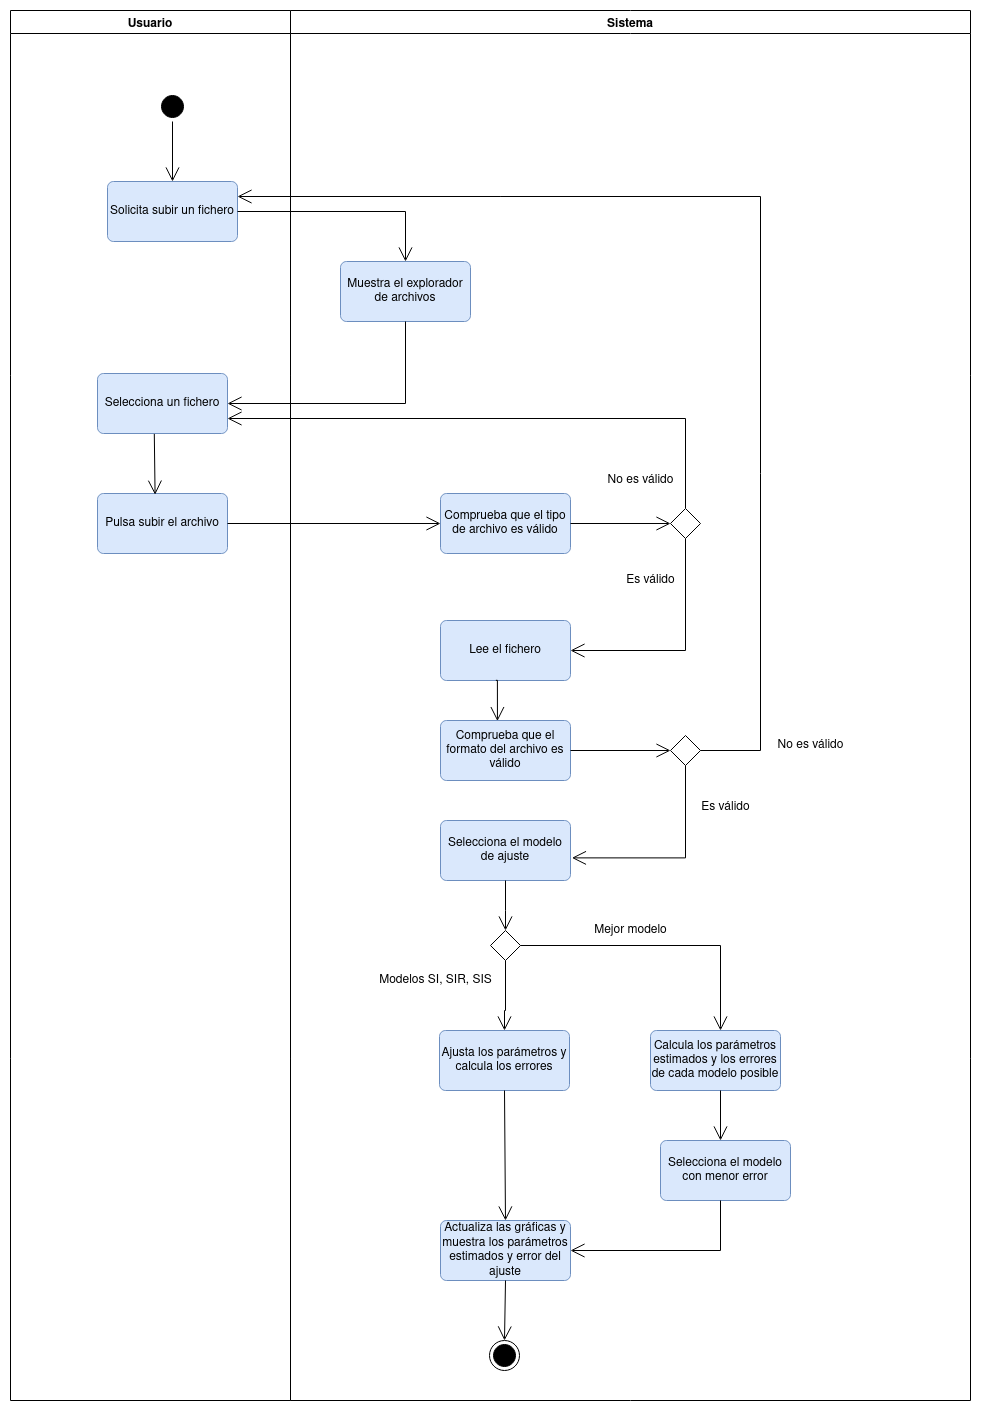 Usuario
Sistema
Solicita subir un fichero
Muestra el explorador
de archivos
Selecciona un fichero
No es válido
Pulsa subir el archivo
Comprueba que el tipo
de archivo es válido
Es válido
Lee el fichero
Comprueba que el
formato del archivo es
válido
No es válido
Es válido
Selecciona el modelo
de ajuste
Mejor modelo
Modelos SI, SIR, SIS
Ajusta los parámetros y
calcula los errores
Calcula los parámetros
estimados y los errores
de cada modelo posible
Selecciona el modelo
con menor error
Actualiza las gráficas y
muestra los parámetros
estimados y error del
ajuste